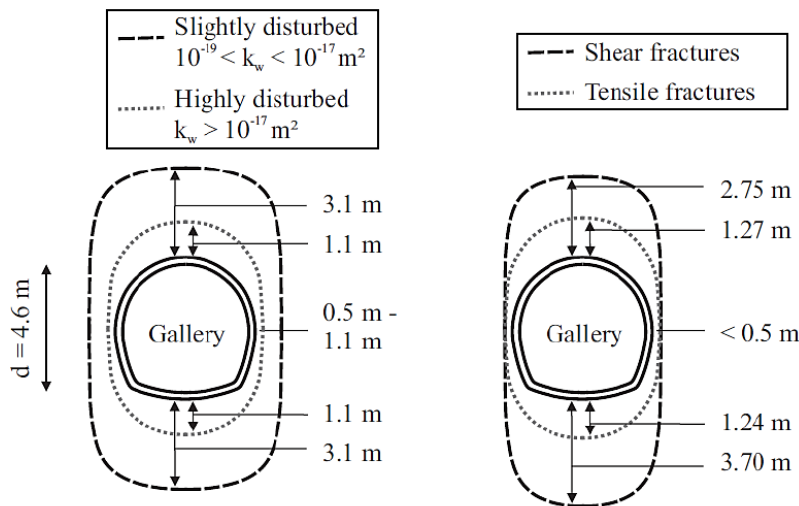 Slightly disturbed
10⁻¹⁹ < k_w < 10⁻¹⁷ m²
Highly disturbed
k_w > 10⁻¹⁷ m²
3.1 m
1.1 m
d = 4.6 m
Gallery
0.5 m -
1.1 m
1.1 m
3.1 m
Shear fractures
Tensile fractures
2.75 m
1.27 m
Gallery
< 0.5 m
1.24 m
3.70 m